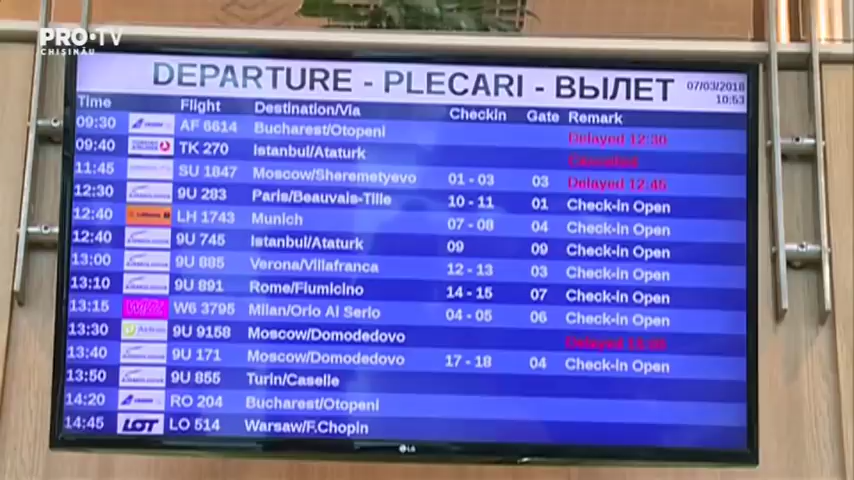 PRO•TV
CHIȘINĂU
DEPARTURE - PLECARI - ВЫЛЕТ
07/03/2018
10:53
Time Flight Destination/Via Checkin Gate Remark
09:30 AF 6614 Bucharest/Otopeni Delayed 12:30
09:40 TK 270 Istanbul/Ataturk Cancelled
11:45 SU 1847 Moscow/Sheremetyevo 01 - 03 03 Delayed 12:45
12:30 9U 283 Paris/Beauvais-Tille 10 - 11 01 Check-in Open
12:40 LH 1743 Munich 07 - 08 04 Check-in Open
12:40 9U 745 Istanbul/Ataturk 09 09 Check-in Open
13:00 9U 885 Verona/Villafranca 12 - 13 03 Check-in Open
13:10 9U 891 Rome/Fiumicino 14 - 15 07 Check-in Open
13:15 W6 3795 Milan/Orio Al Serio 04 - 05 06 Check-in Open
13:30 9U 9158 Moscow/Domodedovo Delayed
13:40 9U 171 Moscow/Domodedovo 17 - 18 04 Check-in Open
13:50 9U 855 Turin/Caselle
14:20 RO 204 Bucharest/Otopeni
14:45 LOT LO 514 Warsaw/F.Chopin
LG